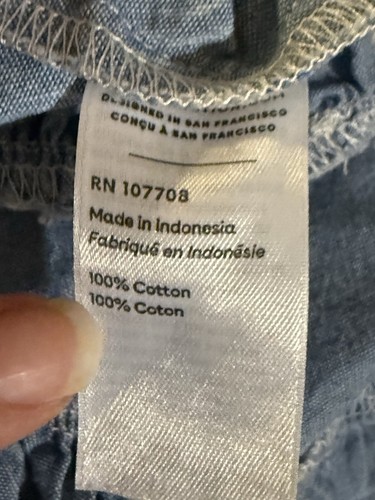 DESIGNED IN SAN FRANCISCO
CONÇU À SAN FRANCISCO
RN 107708
Made in Indonesia
Fabriqué en Indonésie
100% Cotton
100% Coton